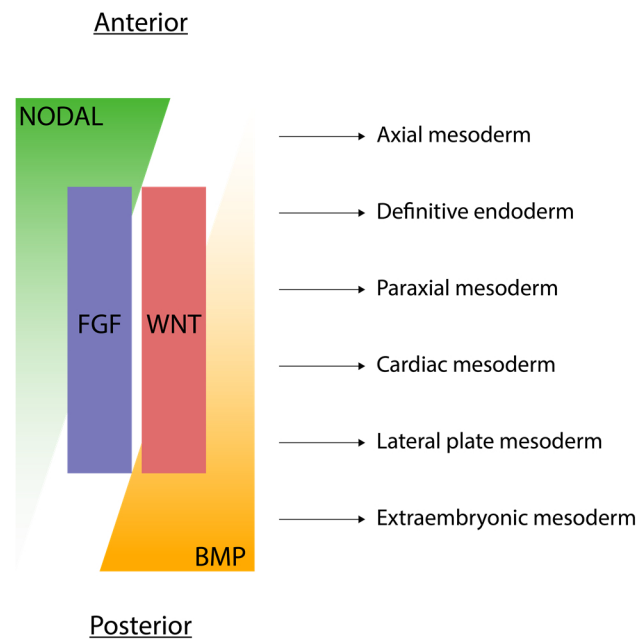 Anterior
NODAL
Axial mesoderm
Definitive endoderm
Paraxial mesoderm
FGF
WNT
Cardiac mesoderm
Lateral plate mesoderm
Extraembryonic mesoderm
BMP
Posterior